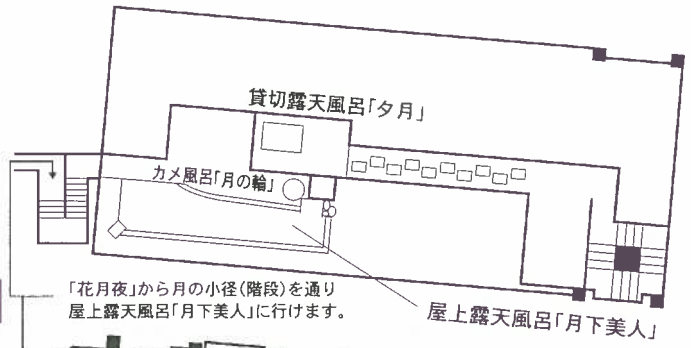 貸切露天風呂「夕月」
カメ風呂「月の輪」
「花月夜」から月の小径(階段)を通り
屋上露天風呂「月下美人」に行けます。
屋上露天風呂「月下美人」